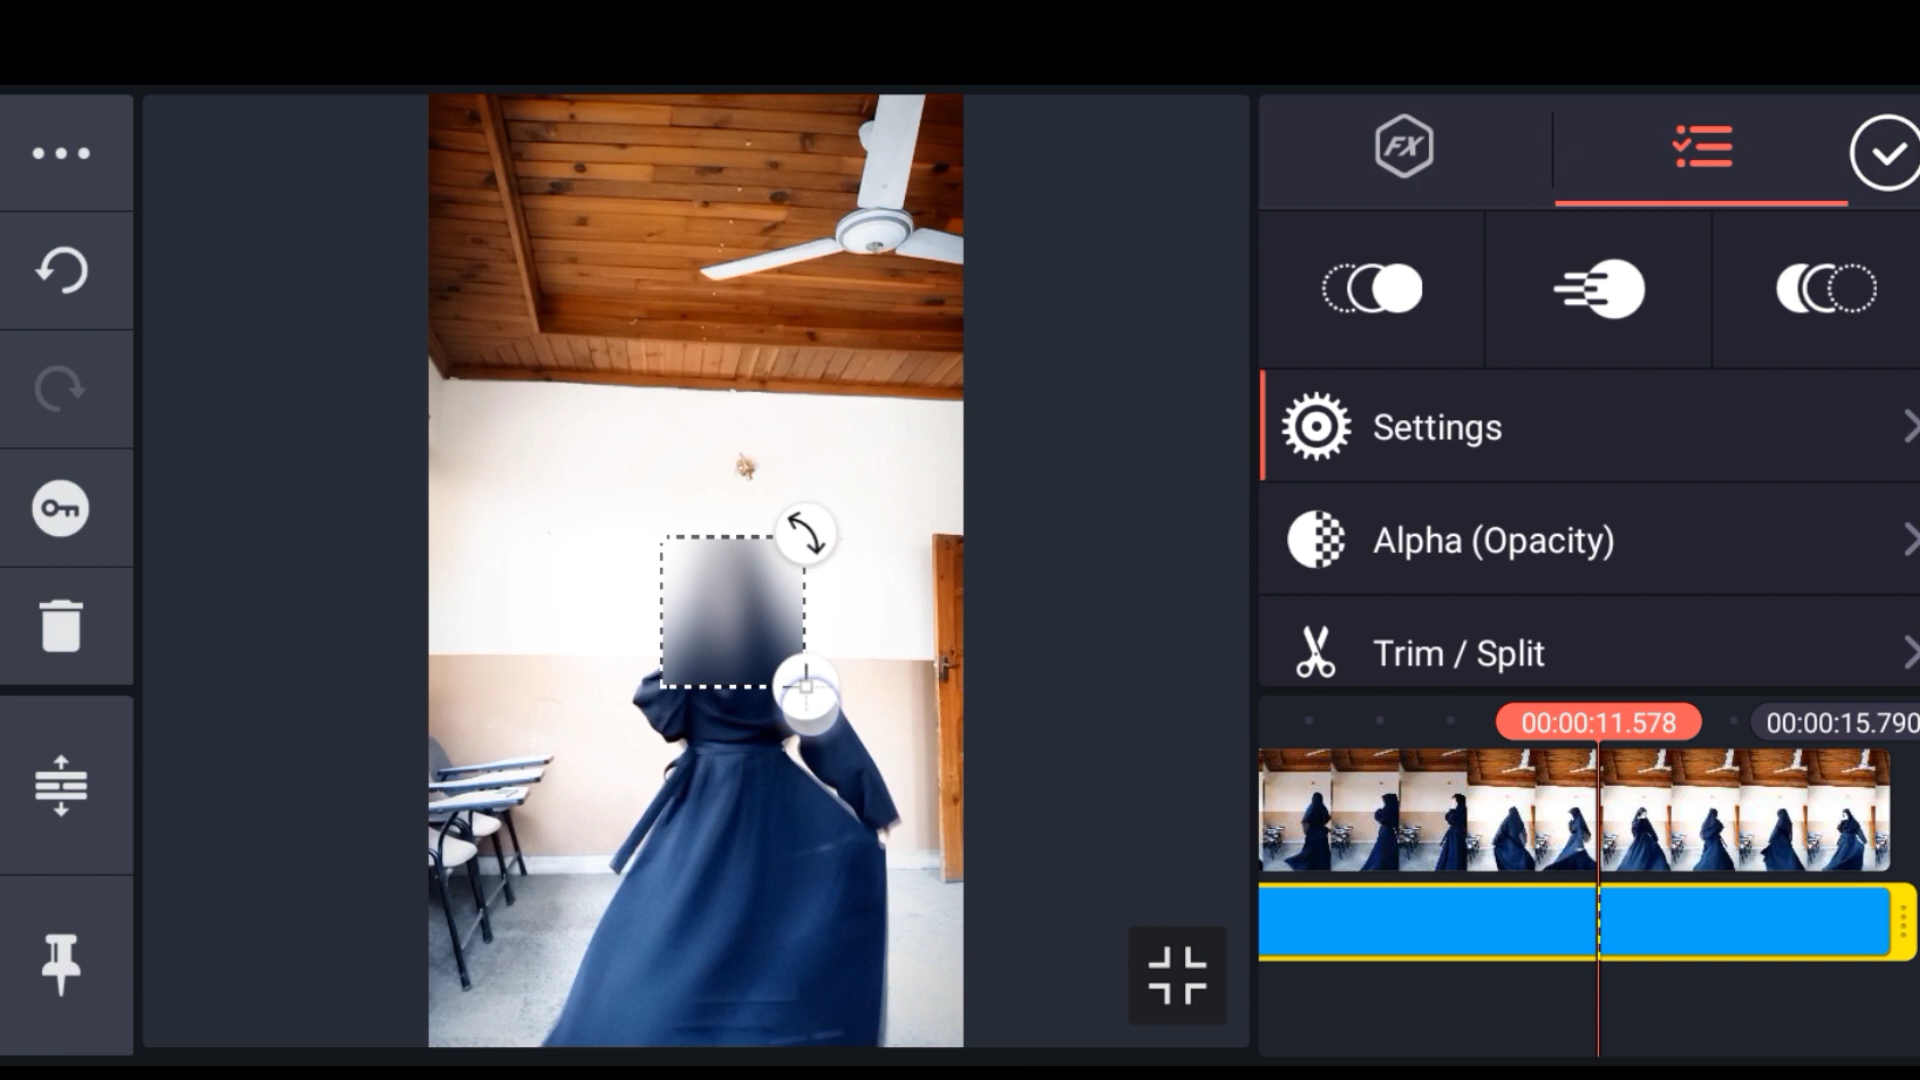 FX
Settings
Alpha (Opacity)
Trim / Split
00:00:11.578
00:00:15.790